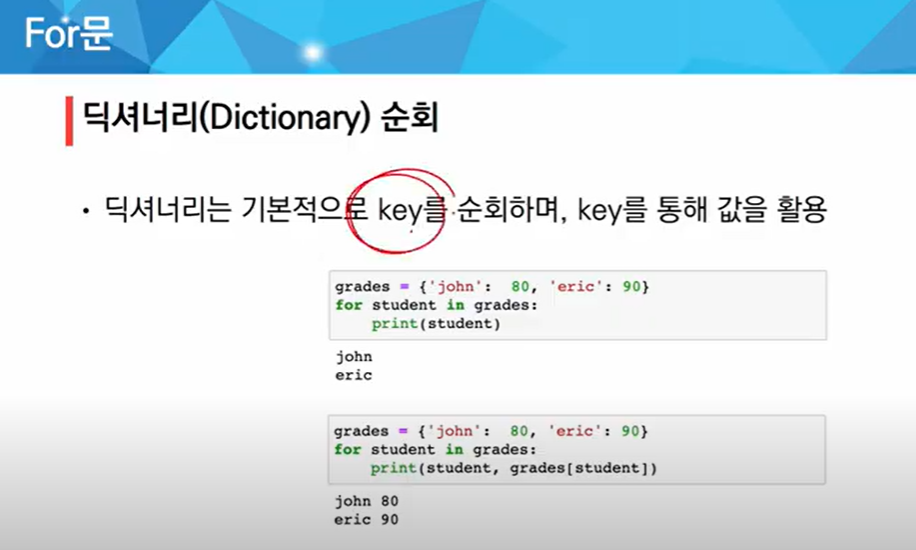 For문
딕셔너리(Dictionary) 순회
• 딕셔너리는 기본적으로 key를 순회하며, key를 통해 값을 활용
grades = {'john':  80, 'eric': 90}
for student in grades:
    print(student)
john
eric
grades = {'john':  80, 'eric': 90}
for student in grades:
    print(student, grades[student])
john 80
eric 90